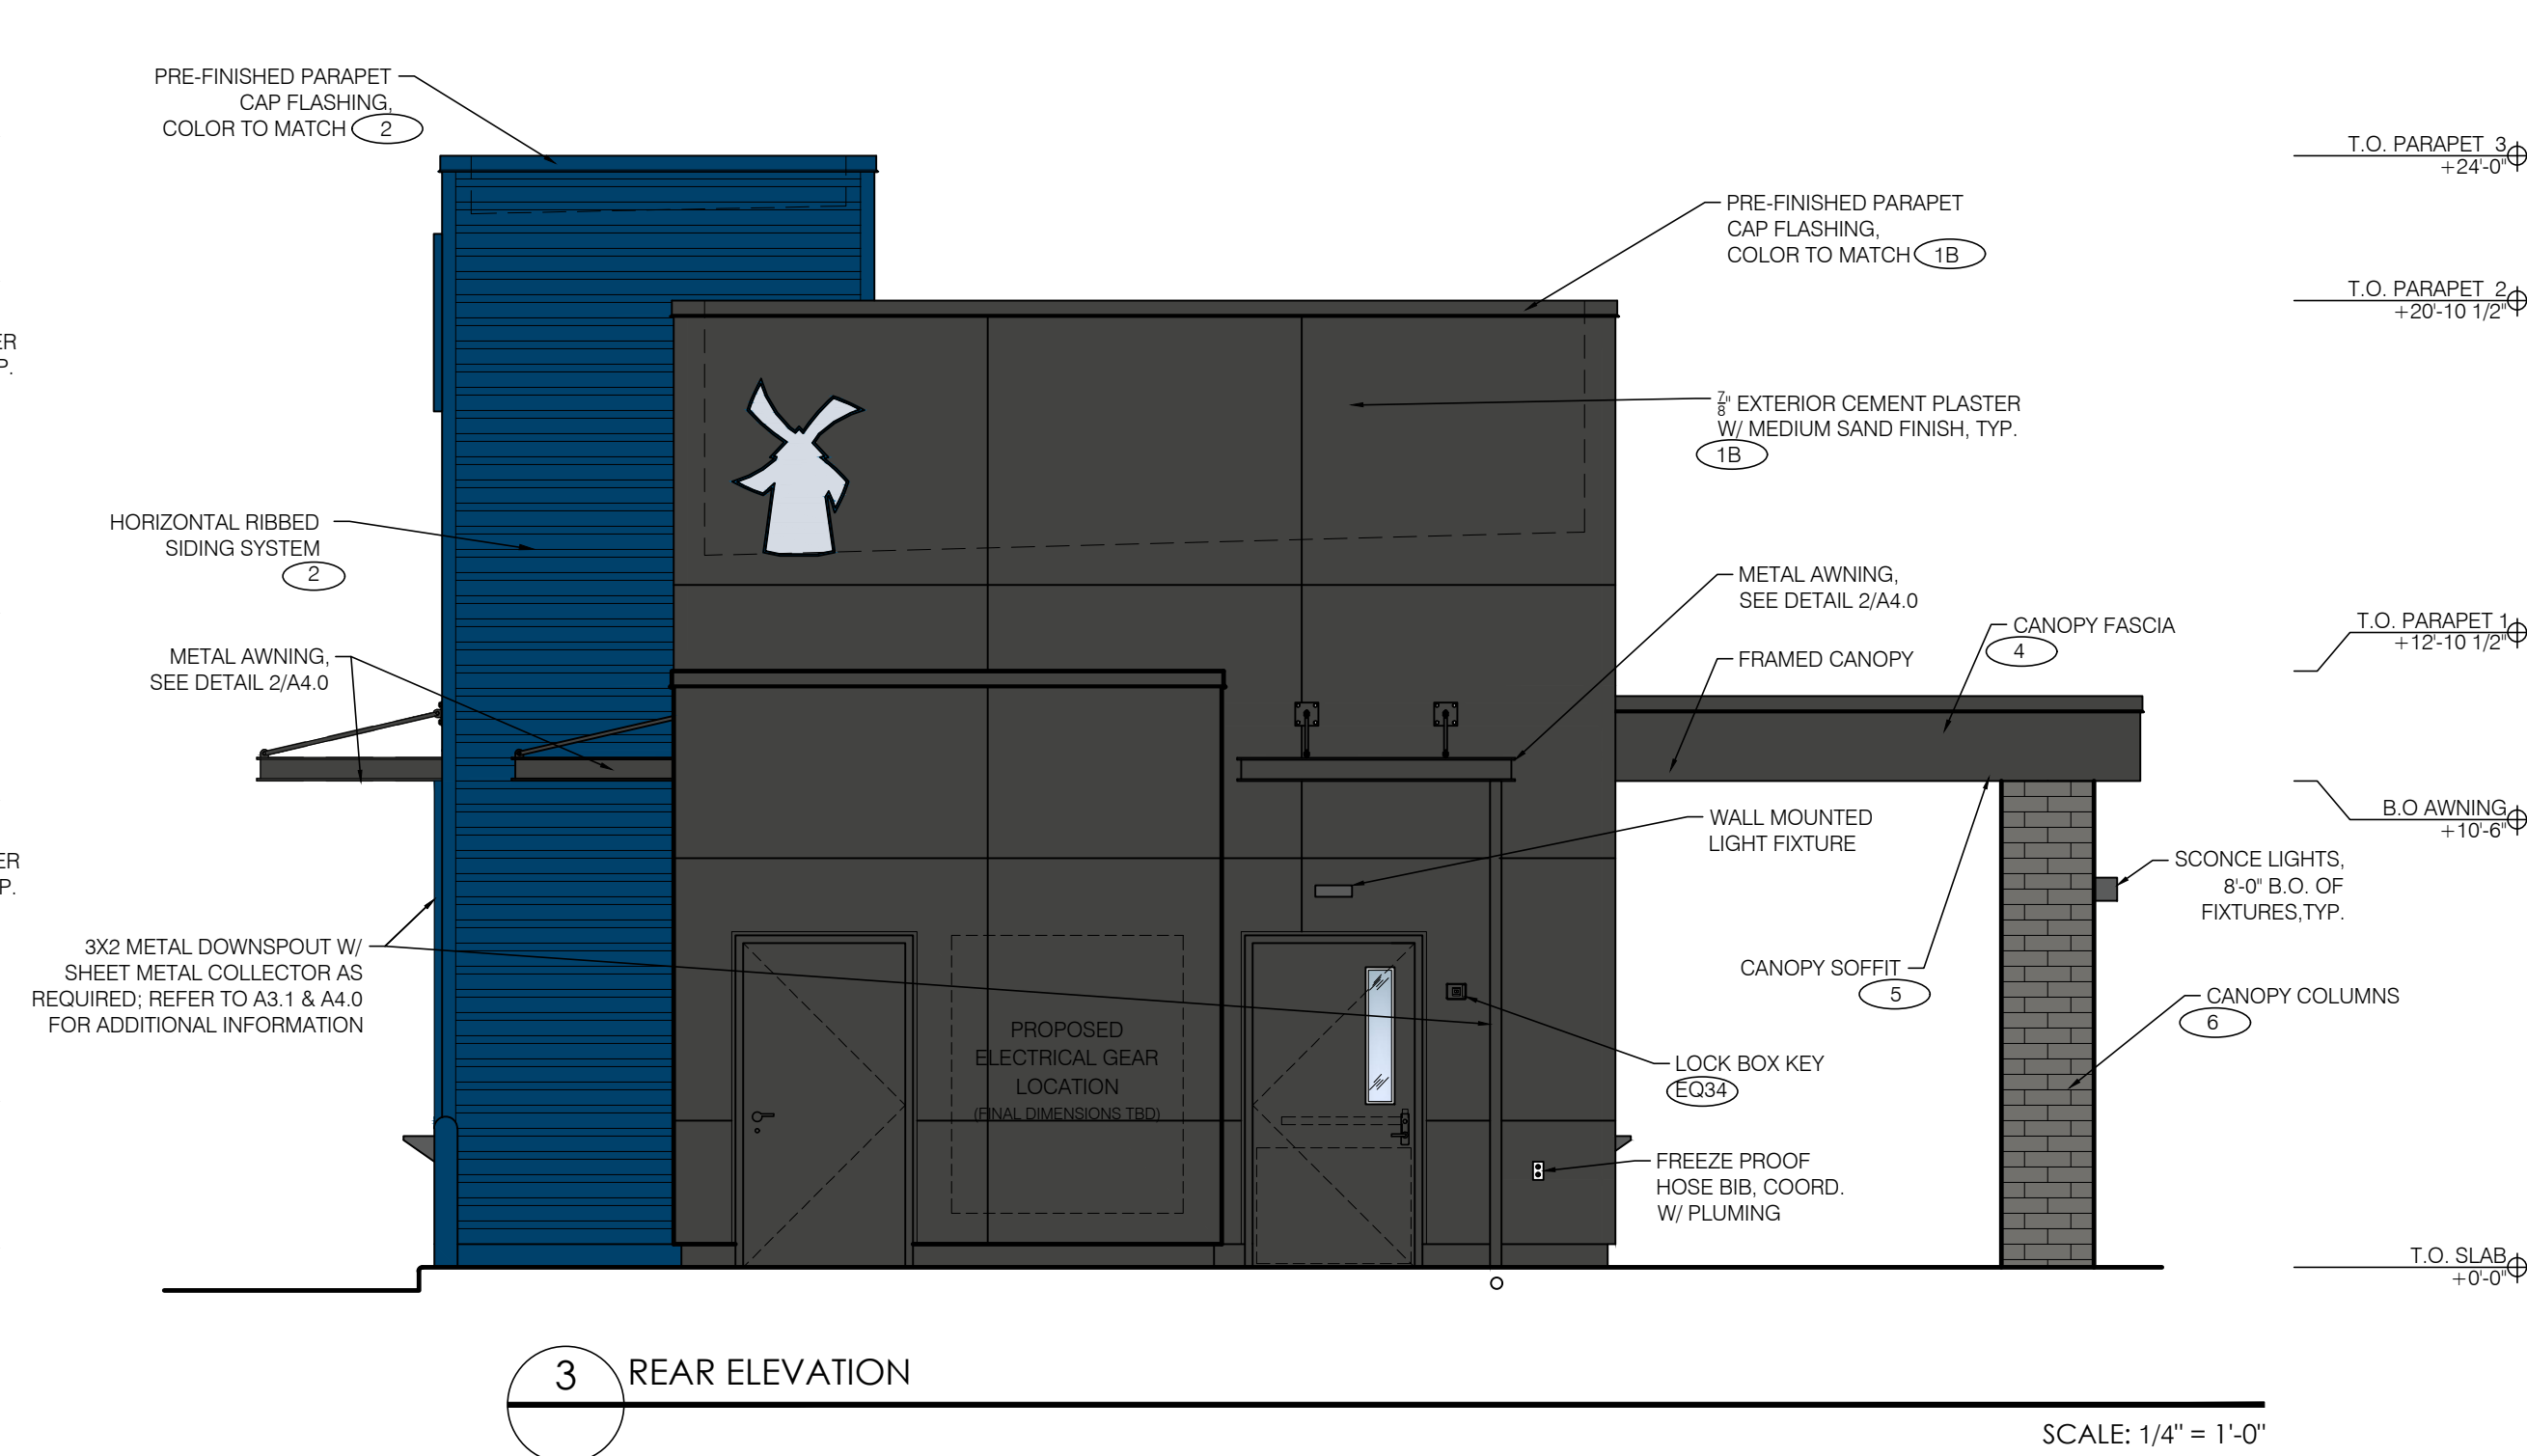 PRE-FINISHED PARAPET
CAP FLASHING,
COLOR TO MATCH 2
T.O. PARAPET 3
+24'-0"
PRE-FINISHED PARAPET
CAP FLASHING,
COLOR TO MATCH 1B
T.O. PARAPET 2
+20'-10 1/2"
ER
P.
7/8" EXTERIOR CEMENT PLASTER
W/ MEDIUM SAND FINISH, TYP.
1B
HORIZONTAL RIBBED
SIDING SYSTEM
2
METAL AWNING,
SEE DETAIL 2/A4.0
CANOPY FASCIA
4
T.O. PARAPET 1
+12'-10 1/2"
METAL AWNING,
SEE DETAIL 2/A4.0
FRAMED CANOPY
WALL MOUNTED
LIGHT FIXTURE
B.O AWNING
+10'-6"
ER
P.
SCONCE LIGHTS,
8'-0" B.O. OF
FIXTURES,TYP.
3X2 METAL DOWNSPOUT W/
SHEET METAL COLLECTOR AS
REQUIRED; REFER TO A3.1 & A4.0
FOR ADDITIONAL INFORMATION
CANOPY SOFFIT
5
CANOPY COLUMNS
6
PROPOSED
ELECTRICAL GEAR
LOCATION
(FINAL DIMENSIONS TBD)
LOCK BOX KEY
EQ34
FREEZE PROOF
HOSE BIB, COORD.
W/ PLUMING
T.O. SLAB
+0'-0"
3 REAR ELEVATION
SCALE: 1/4" = 1'-0"